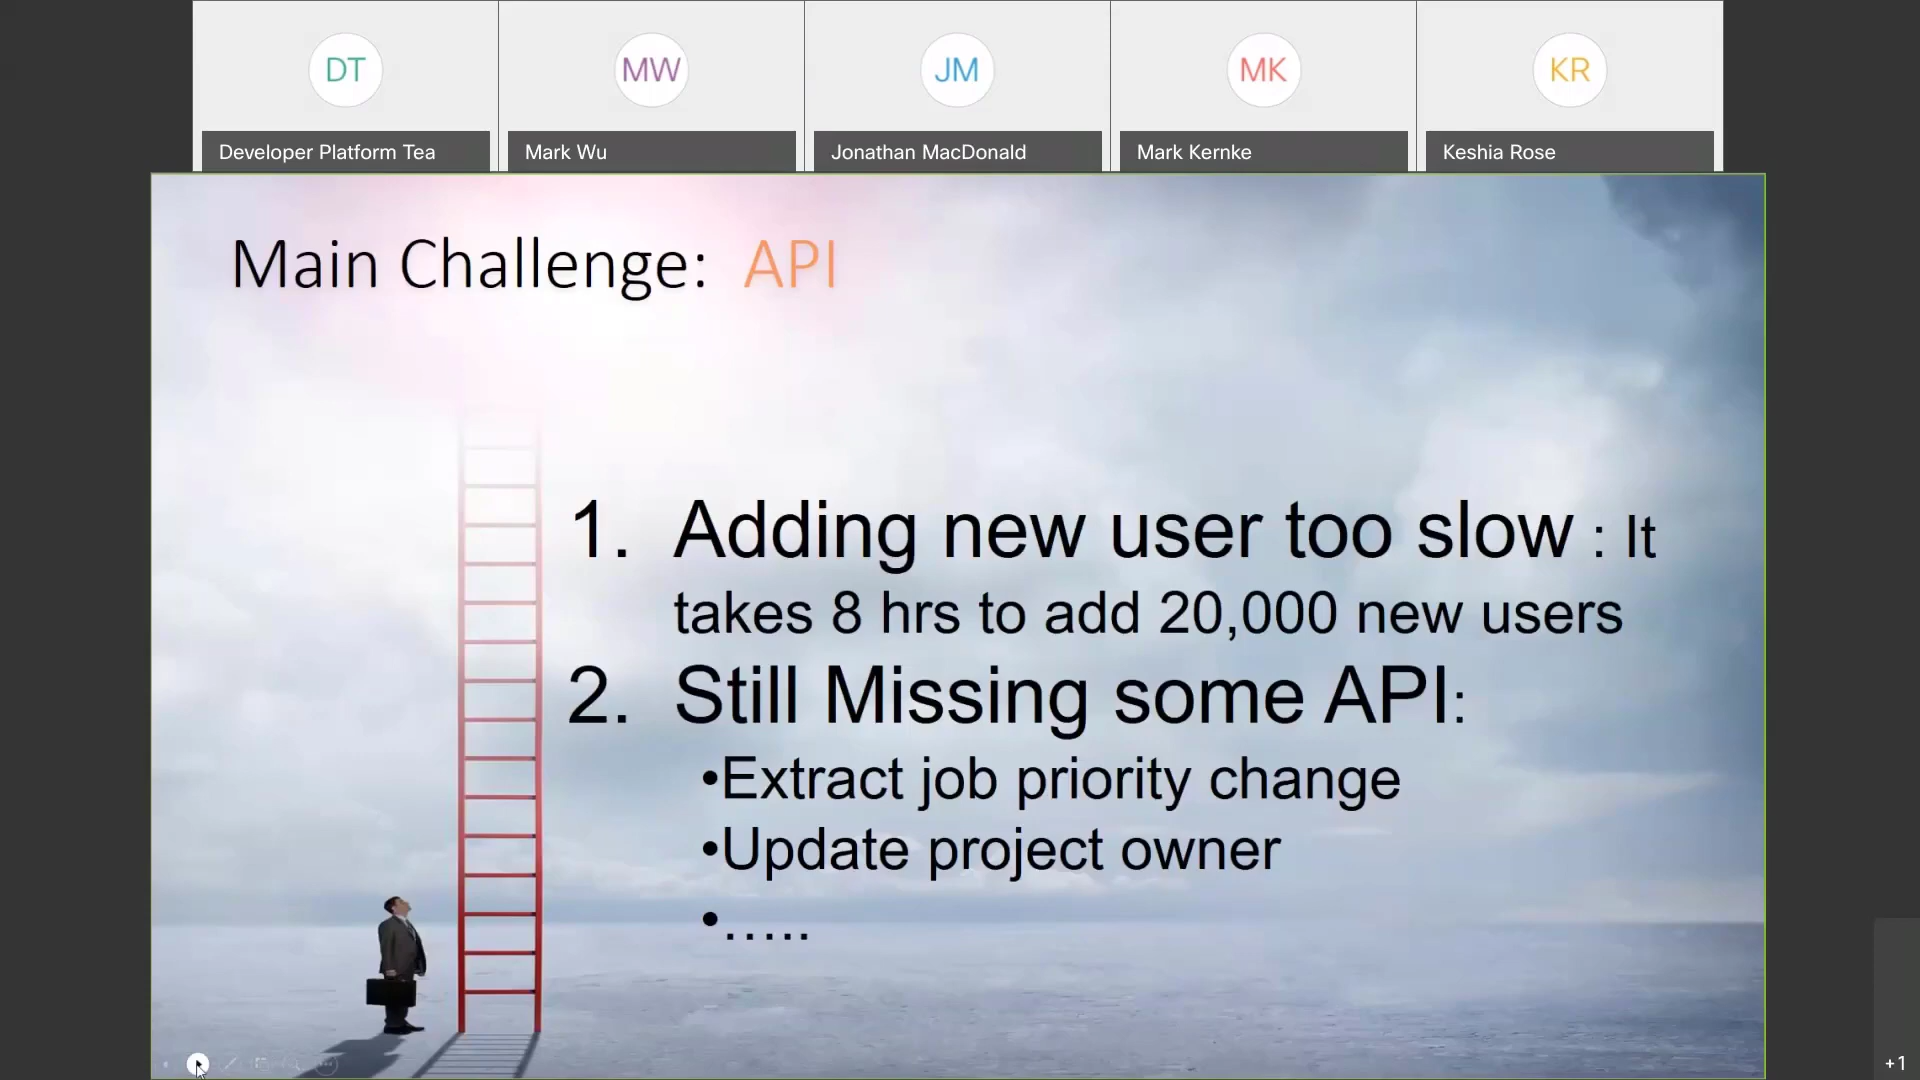 DT
MW
JM
MK
KR
Developer Platform Tea
Mark Wu
Jonathan MacDonald
Mark Kernke
Keshia Rose
Main Challenge: API
1. Adding new user too slow : It
takes 8 hrs to add 20,000 new users
2. Still Missing some API:
•Extract job priority change
•Update project owner
•.....
+1